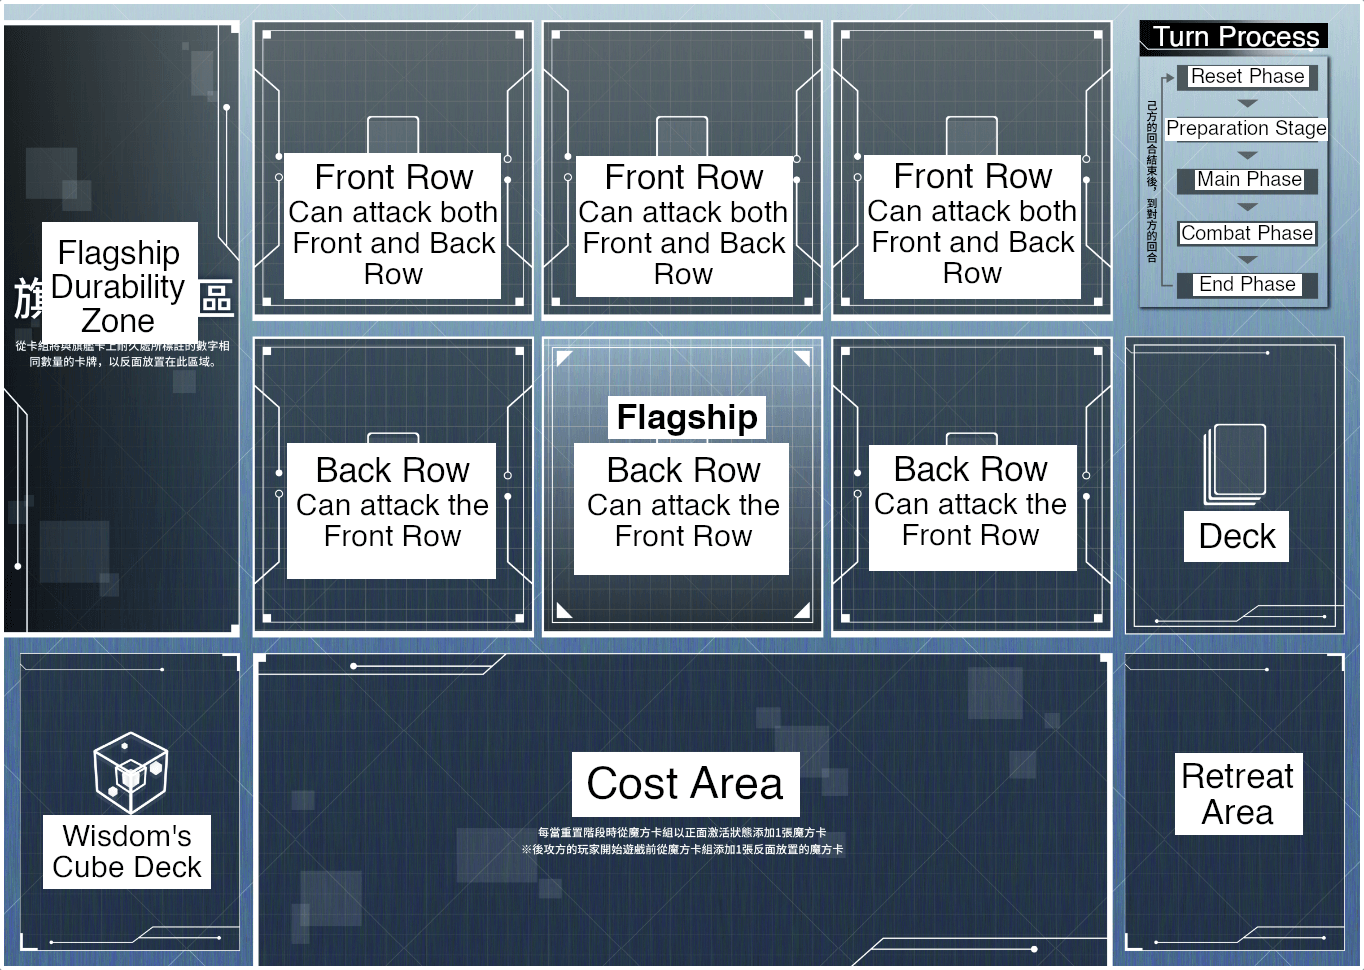 Turn Process
Reset Phase
Preparation Stage
Main Phase
Combat Phase
End Phase
己方的回合結束後，到對方的回合
Flagship
Durability
Zone
旗
區
從卡組將與旗艦卡上耐久處所標註的數字相
同數量的卡牌，以反面放置在此區域。
Front Row
Can attack both
Front and Back
Row
Front Row
Can attack both
Front and Back
Row
Front Row
Can attack both
Front and Back
Row
Back Row
Can attack the
Front Row
Flagship
Back Row
Can attack the
Front Row
Back Row
Can attack the
Front Row
Deck
Wisdom's
Cube Deck
Cost Area
每當重置階段時從魔方卡組以正面激活狀態添加1張魔方卡
※後攻方的玩家開始遊戲前從魔方卡組添加1張反面放置的魔方卡
Retreat
Area